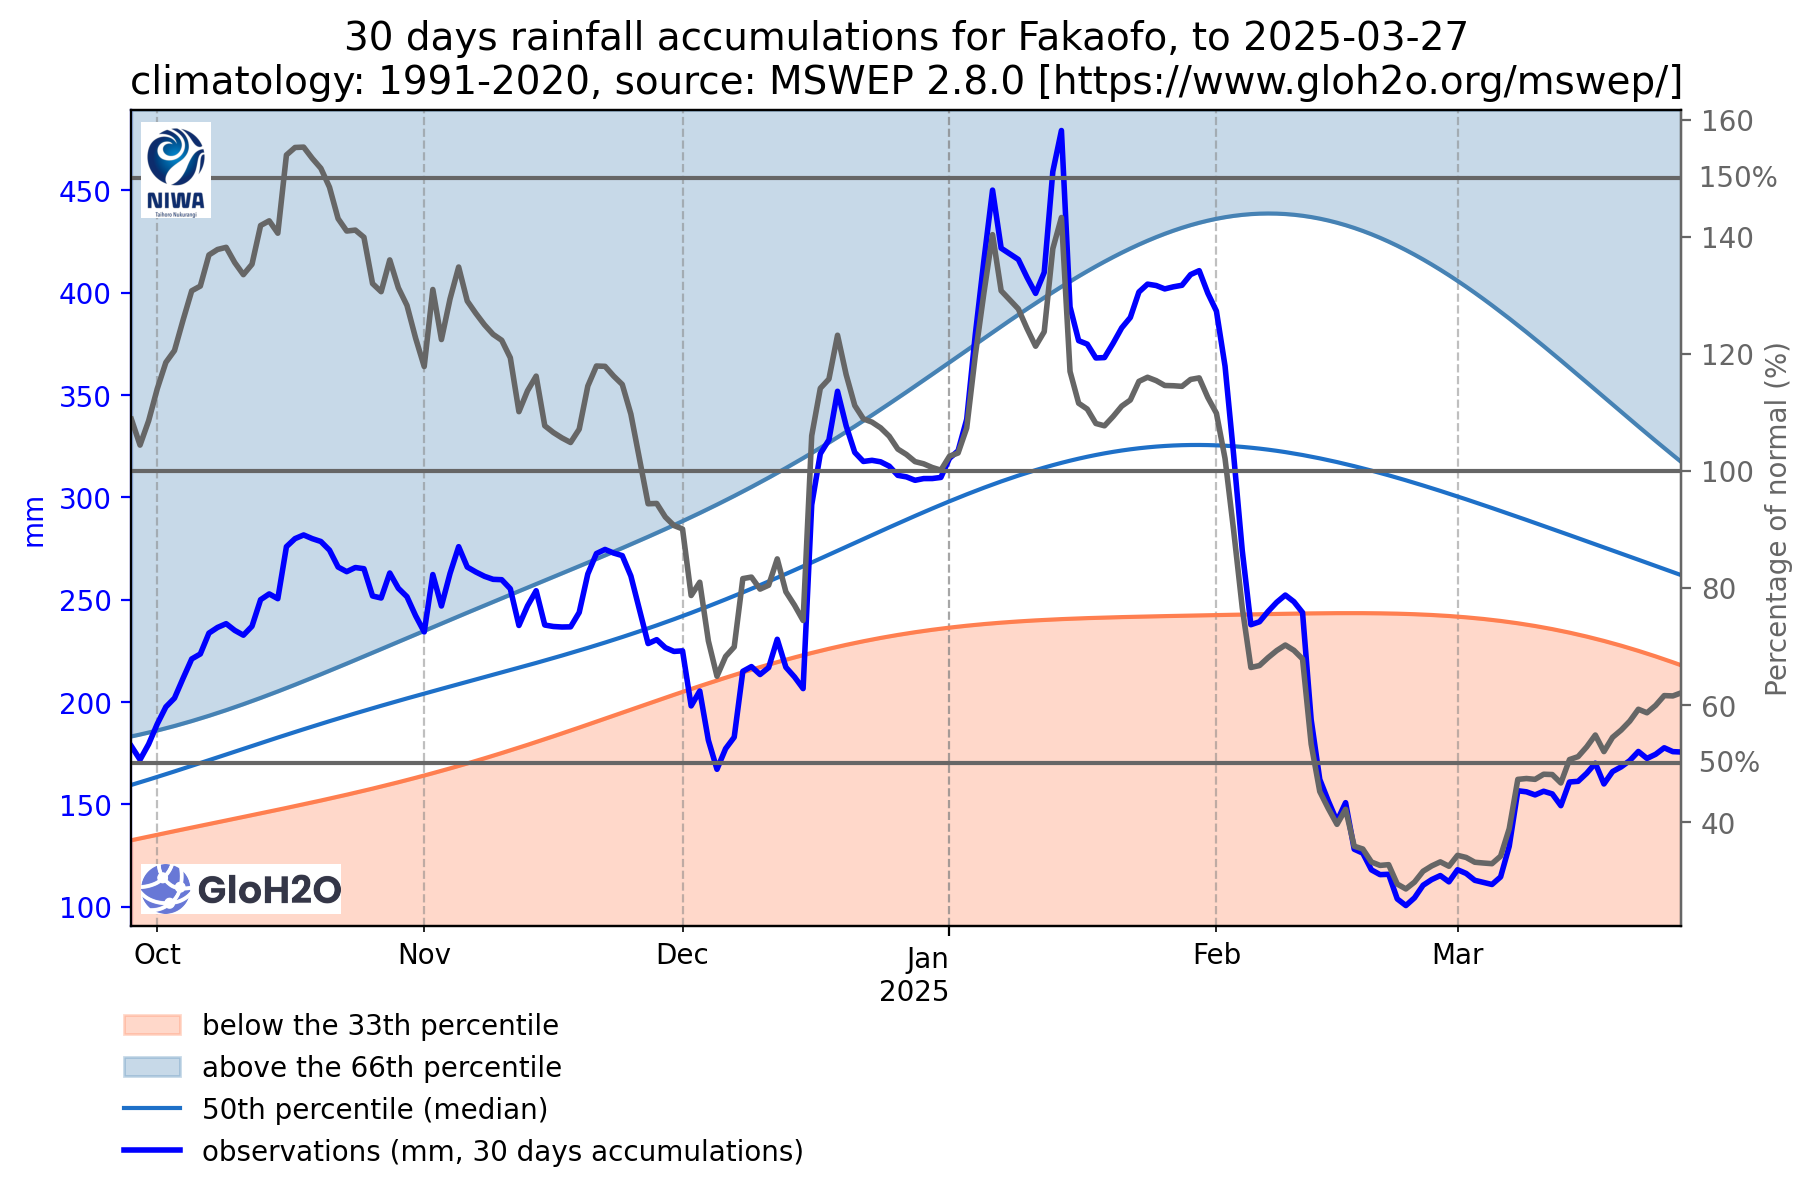 30 days rainfall accumulations for Fakaofo, to 2025-03-27
climatology: 1991-2020, source: MSWEP 2.8.0 [https://www.gloh2o.org/mswep/]
NIWA
Taihoro Nukurangi
450
400
350
300
250
200
150
100
mm
160
150%
140
120
100
80
60
50%
40
Percentage of normal (%)
GloH2O
Oct
Nov
Dec
Jan
2025
Feb
Mar
below the 33th percentile
above the 66th percentile
50th percentile (median)
observations (mm, 30 days accumulations)